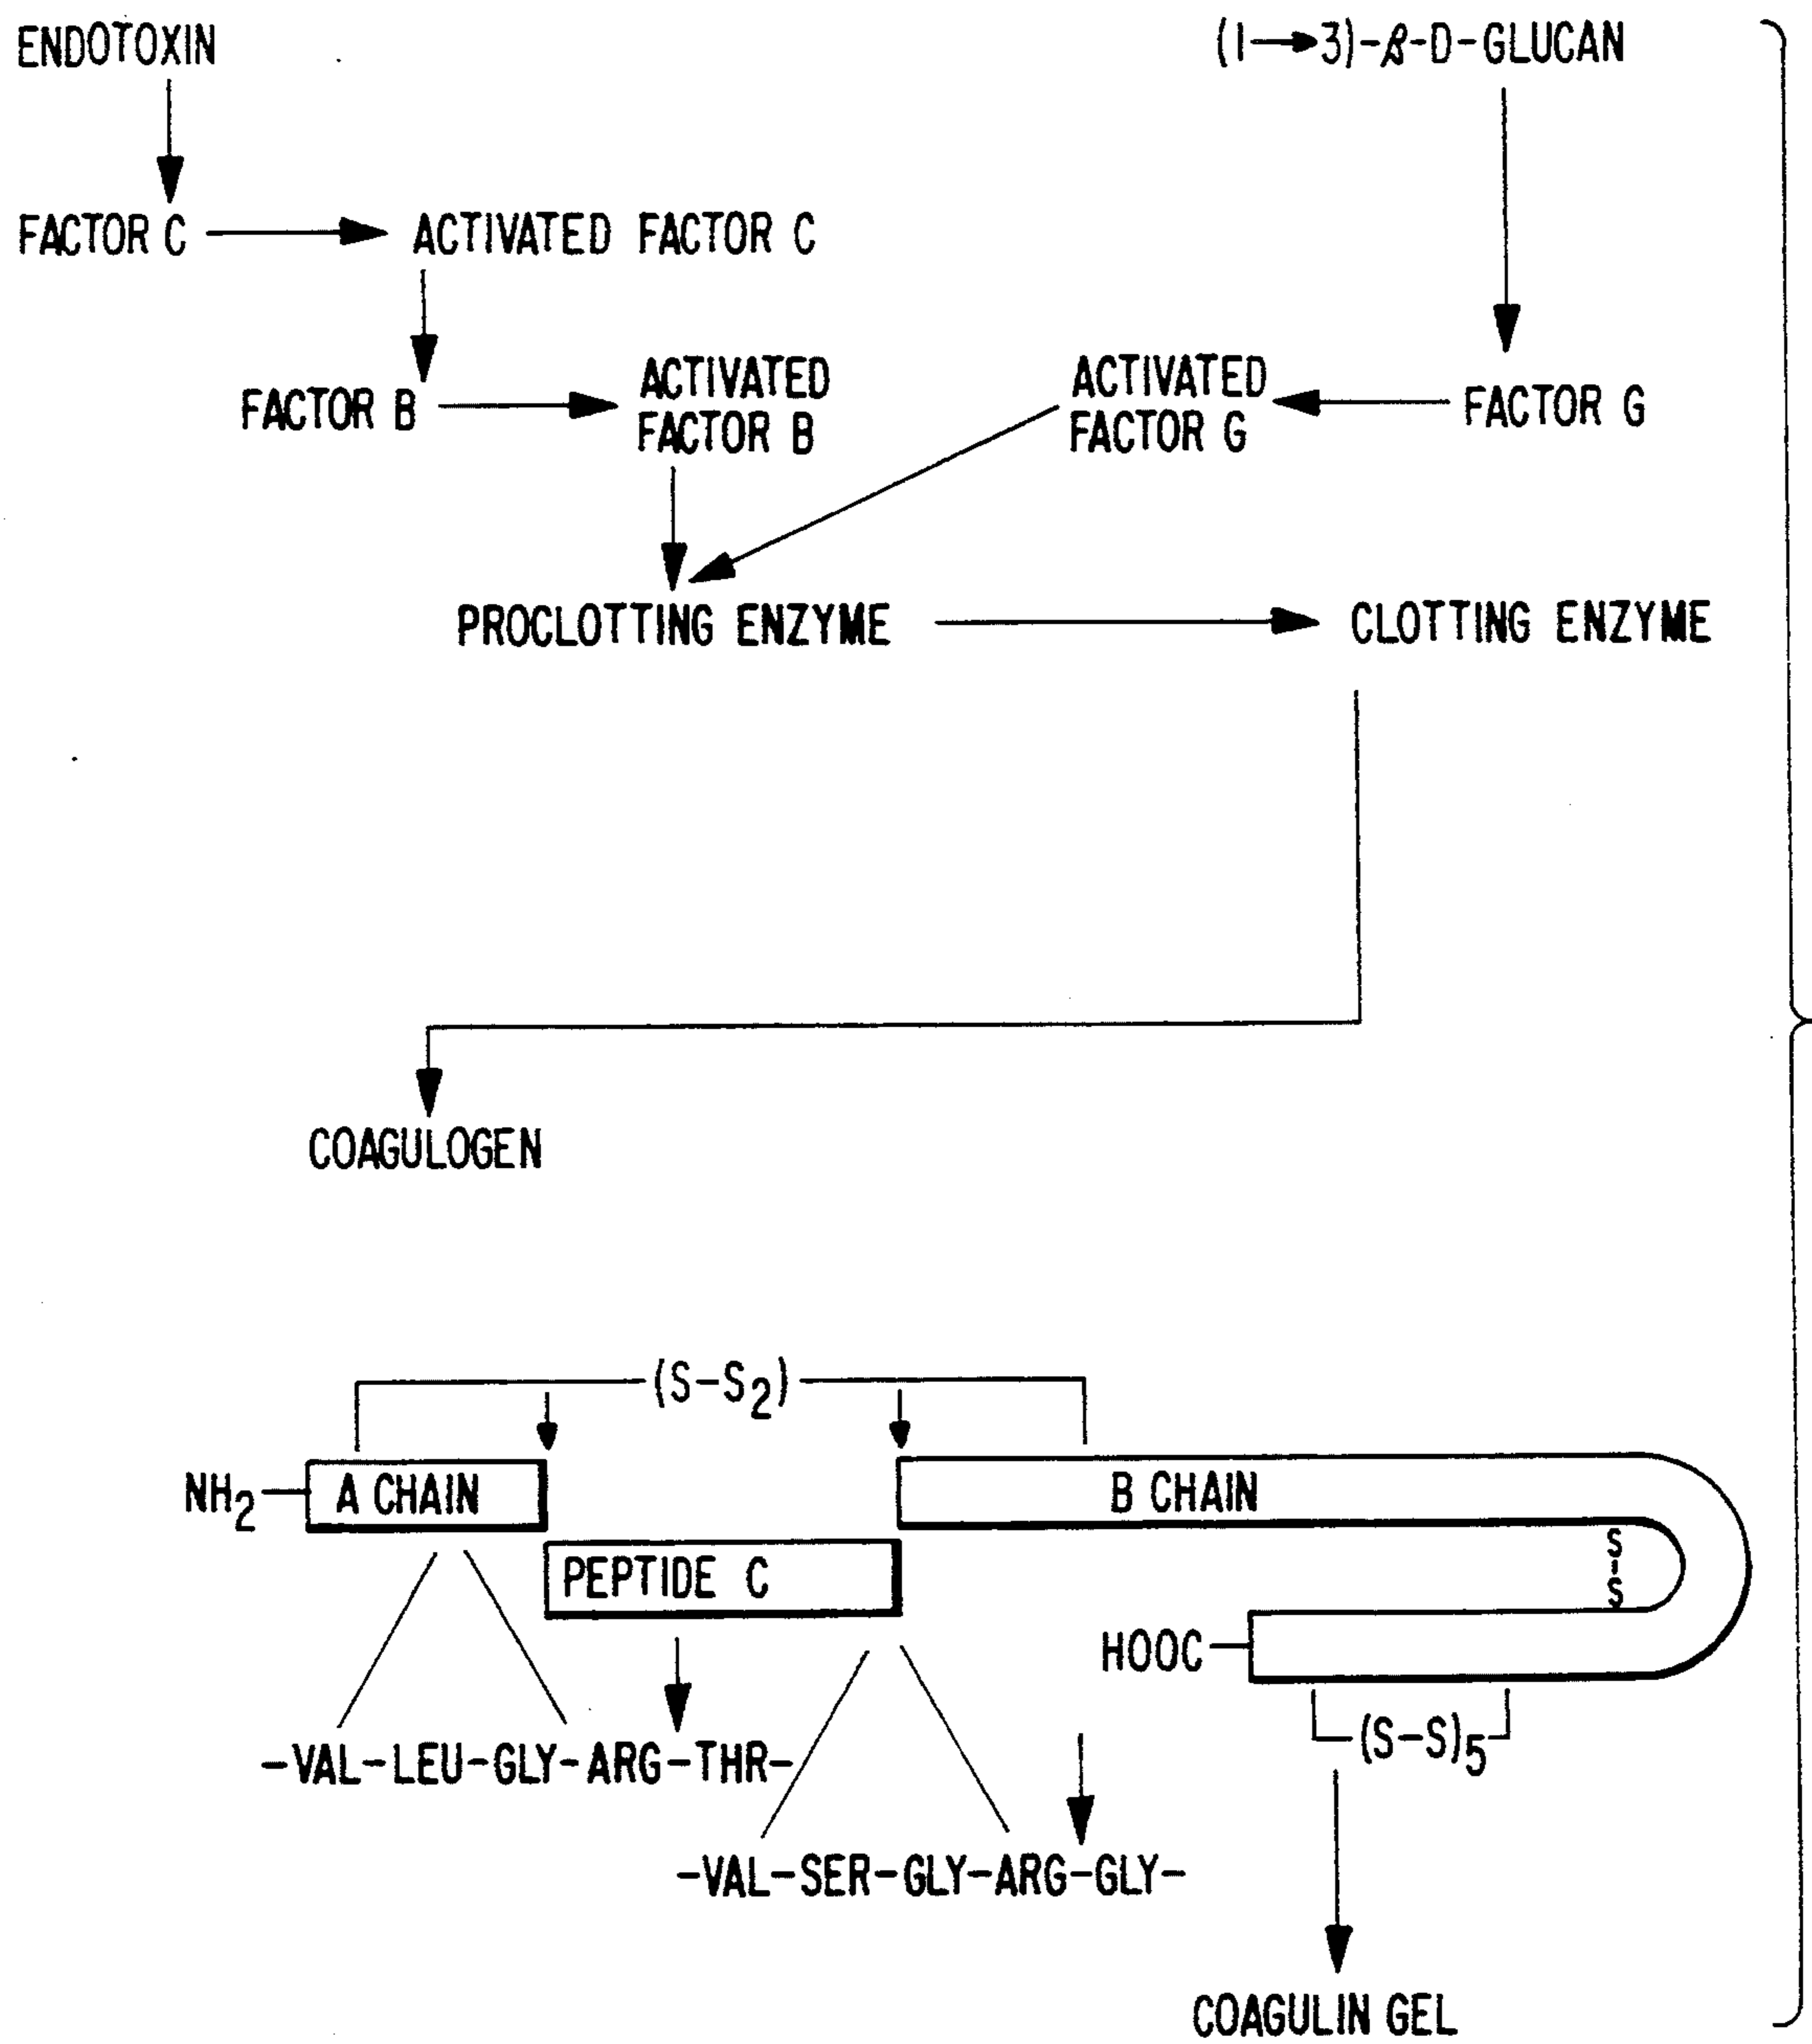 ENDOTOXIN
(1→3)-β-D-GLUCAN
FACTOR C
ACTIVATED FACTOR C
FACTOR B
ACTIVATED
FACTOR B
ACTIVATED
FACTOR G
FACTOR G
PROCLOTTING ENZYME
CLOTTING ENZYME
COAGULOGEN
(S-S2)
NH2
A CHAIN
B CHAIN
PEPTIDE C
S
S
HOOC
(S-S)5
-VAL-LEU-GLY-ARG-THR-
-VAL-SER-GLY-ARG-GLY-
COAGULIN GEL